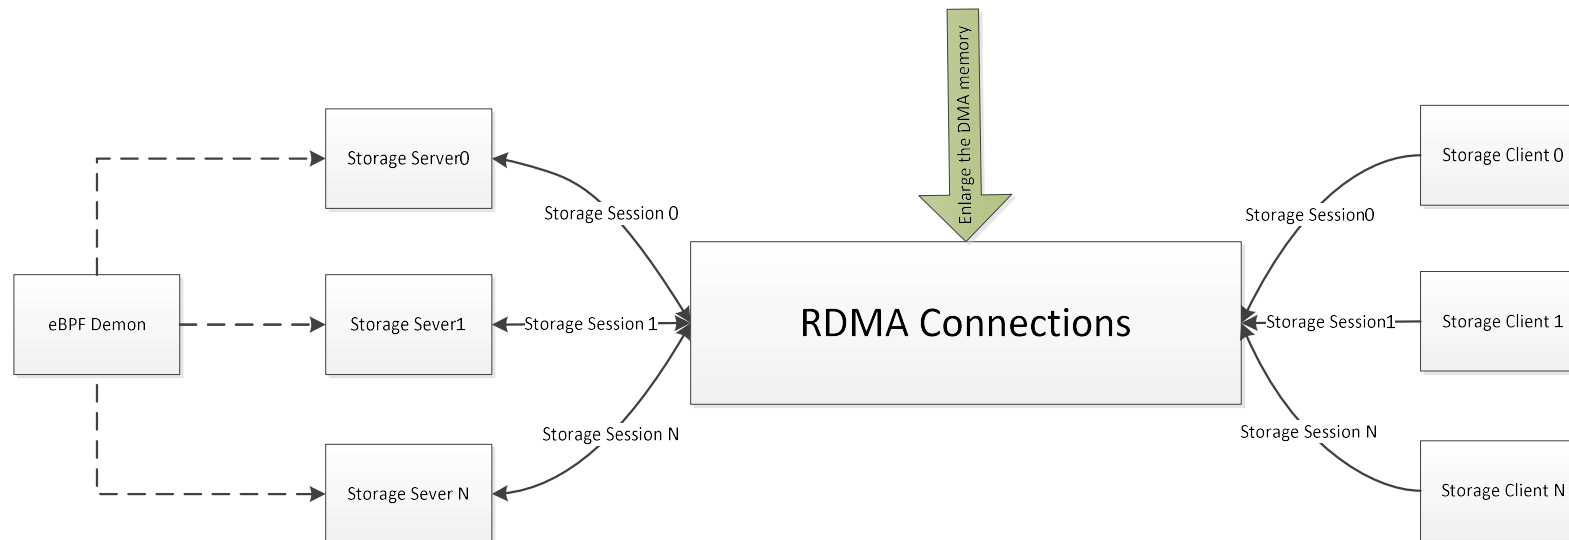 Enlarge the DMA memory
Storage Server0
Storage Client 0
Storage Session 0
Storage Session0
eBPF Demon
Storage Sever1
Storage Session 1
RDMA Connections
Storage Session1
Storage Client 1
Storage Session N
Storage Session N
Storage Sever N
Storage Client N